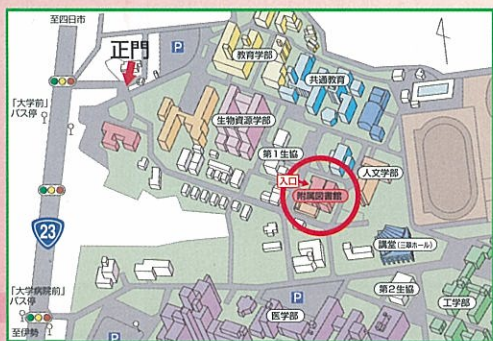 至四日市
正門
P
教育学部
共通教育
「大学前」
バス停
生物資源学部
第1生協
入口
附属図書館
人文学部
23
講堂(三翠ホール)
「大学病院前」
バス停
P
第2生協
至伊勢
P
医学部
工学部